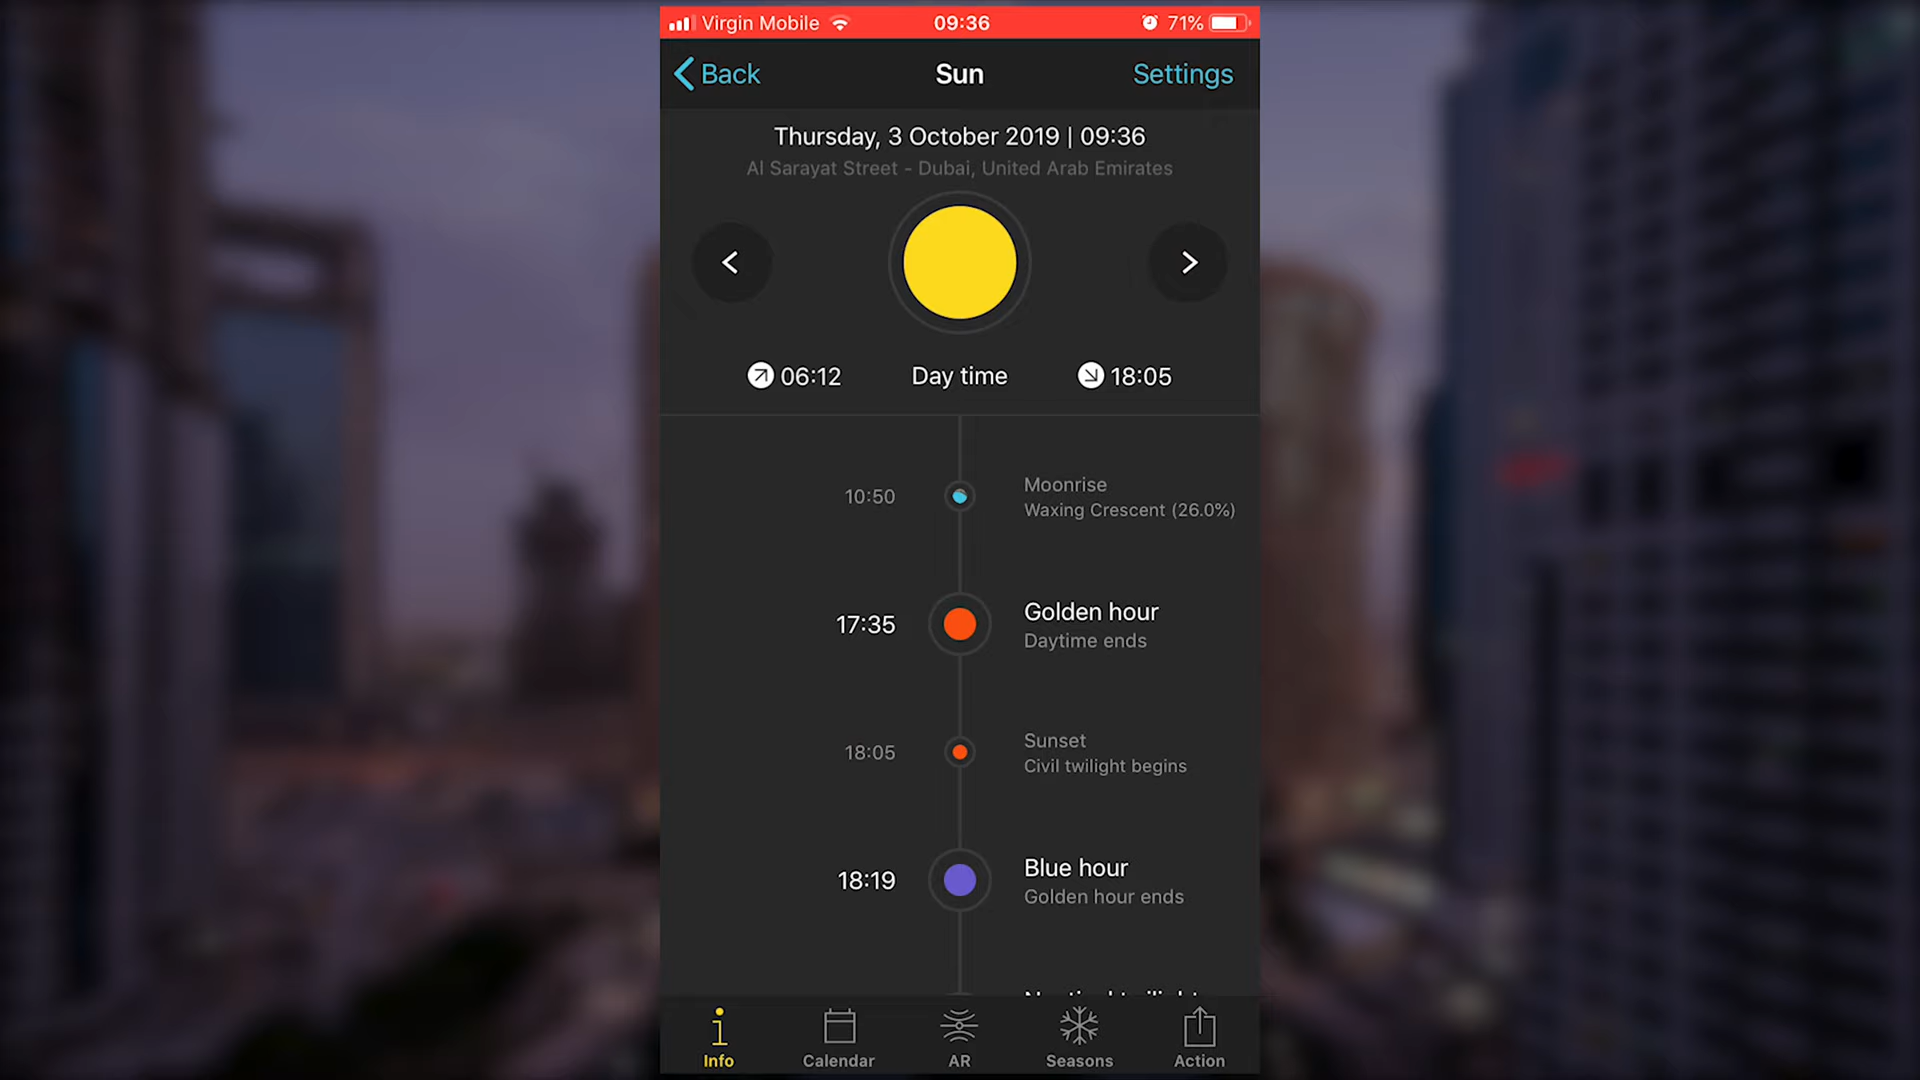 Virgin Mobile
09:36
71%
Back
Sun
Settings
Thursday, 3 October 2019 | 09:36
Al Sarayat Street - Dubai, United Arab Emirates
<
>
06:12
Day time
18:05
10:50
Moonrise
Waxing Crescent (26.0%)
17:35
Golden hour
Daytime ends
18:05
Sunset
Civil twilight begins
18:19
Blue hour
Golden hour ends
Info
Calendar
AR
Seasons
Action